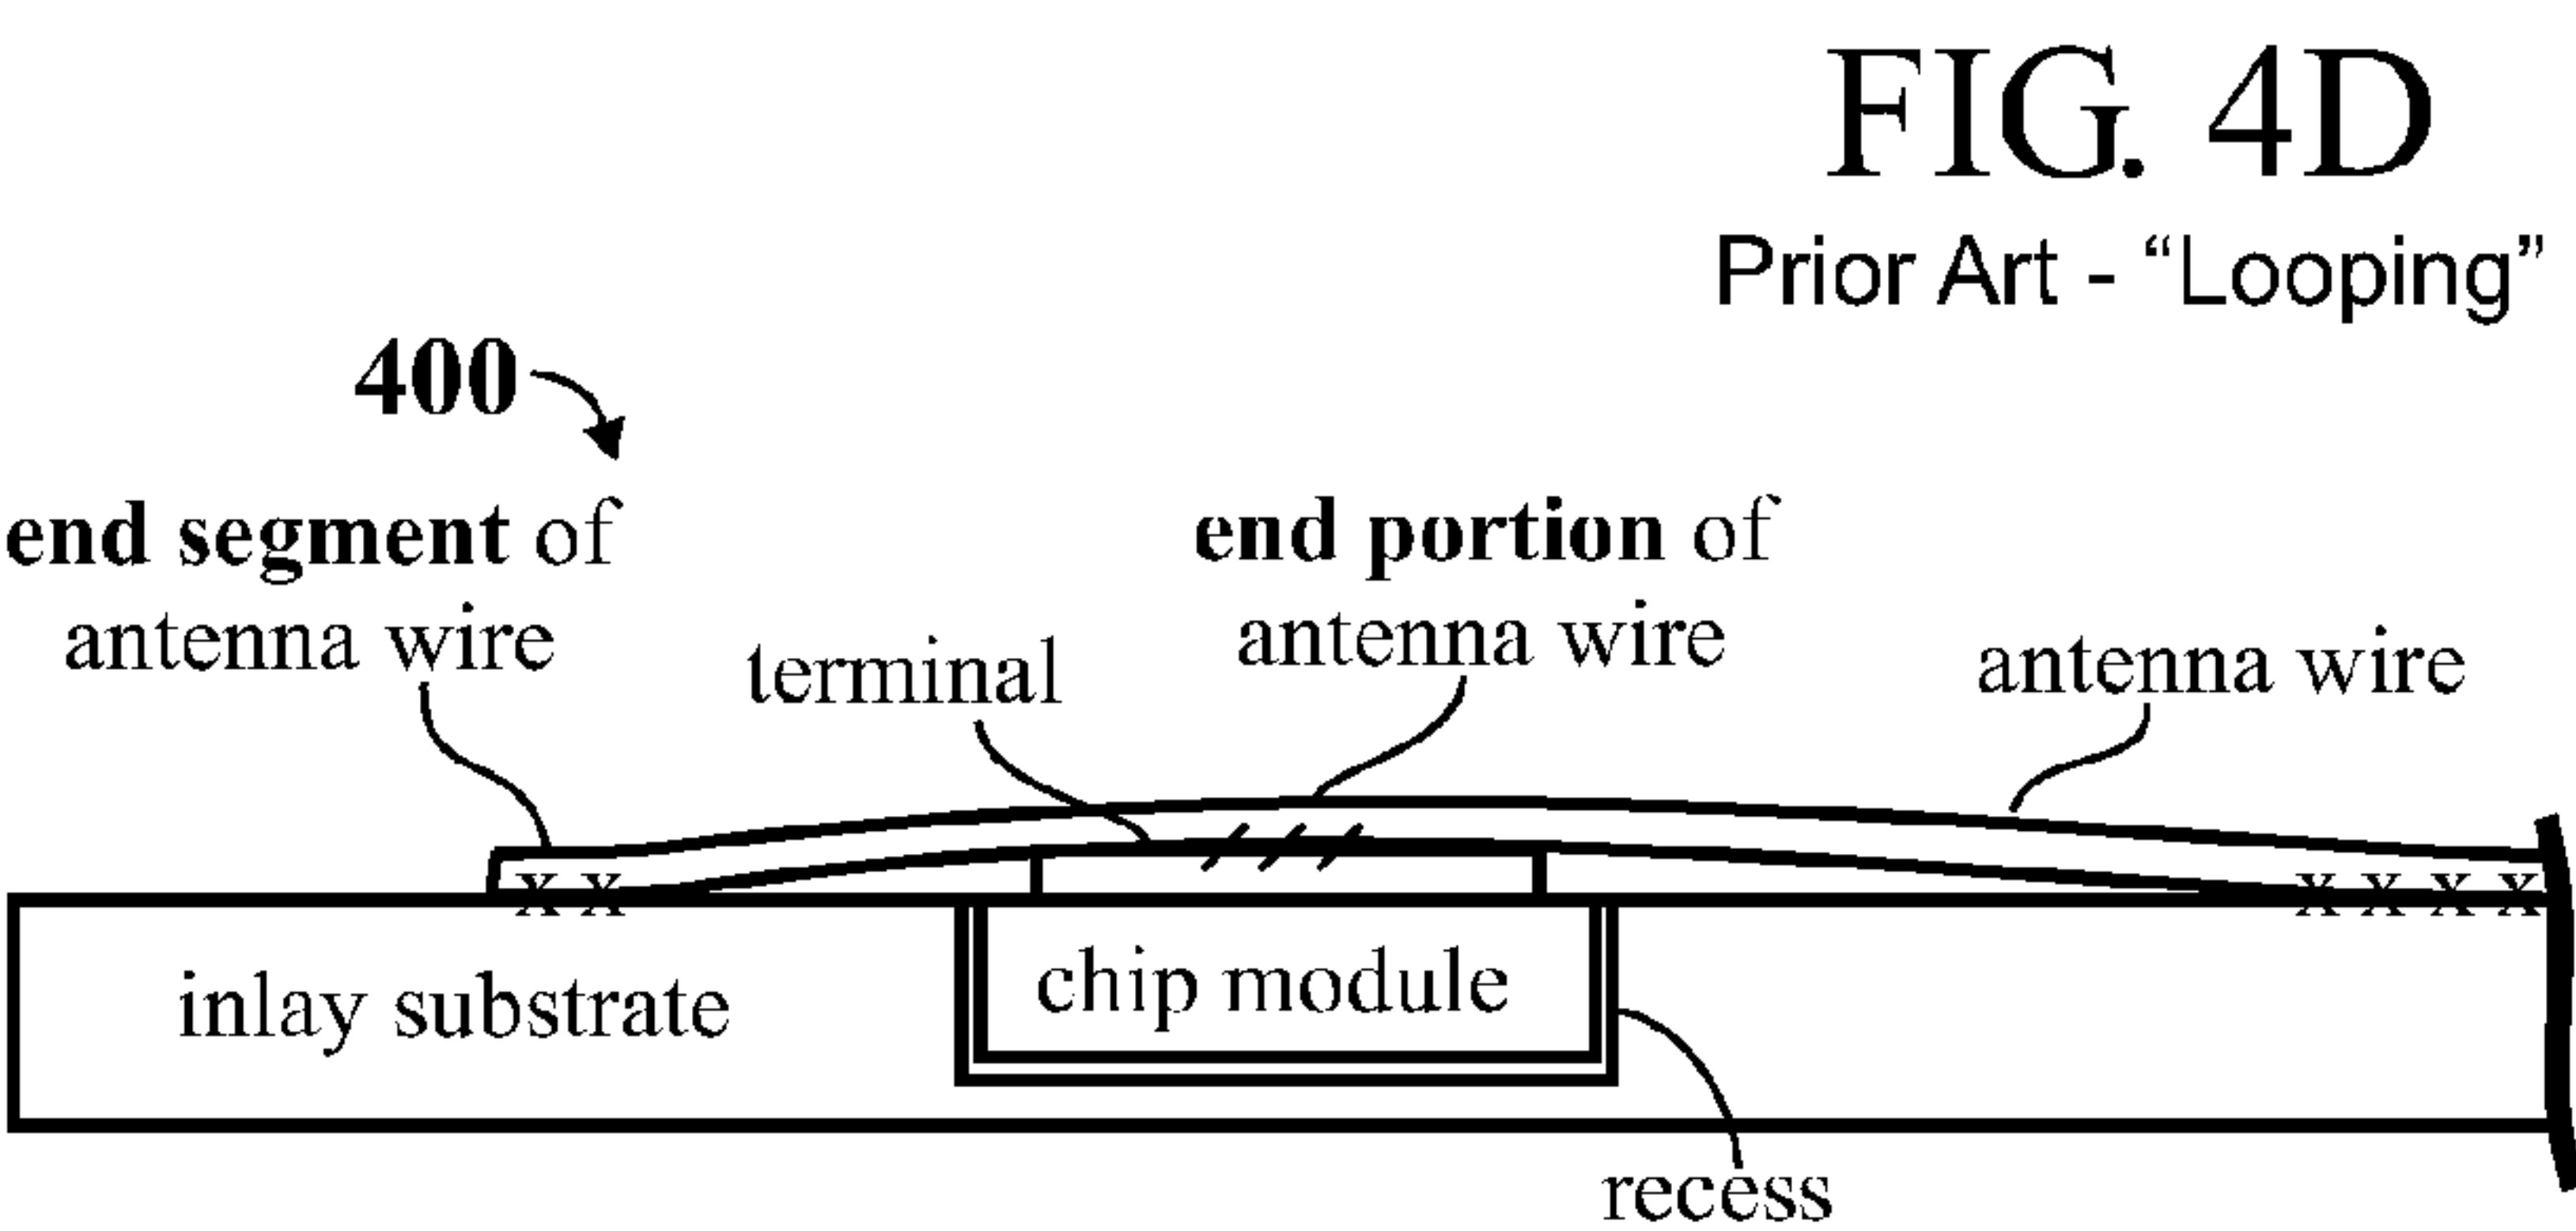 FIG. 4D
Prior Art - “Looping”
400
end segment of
antenna wire
terminal
end portion of
antenna wire
antenna wire
x x
x x x x
inlay substrate
chip module
recess